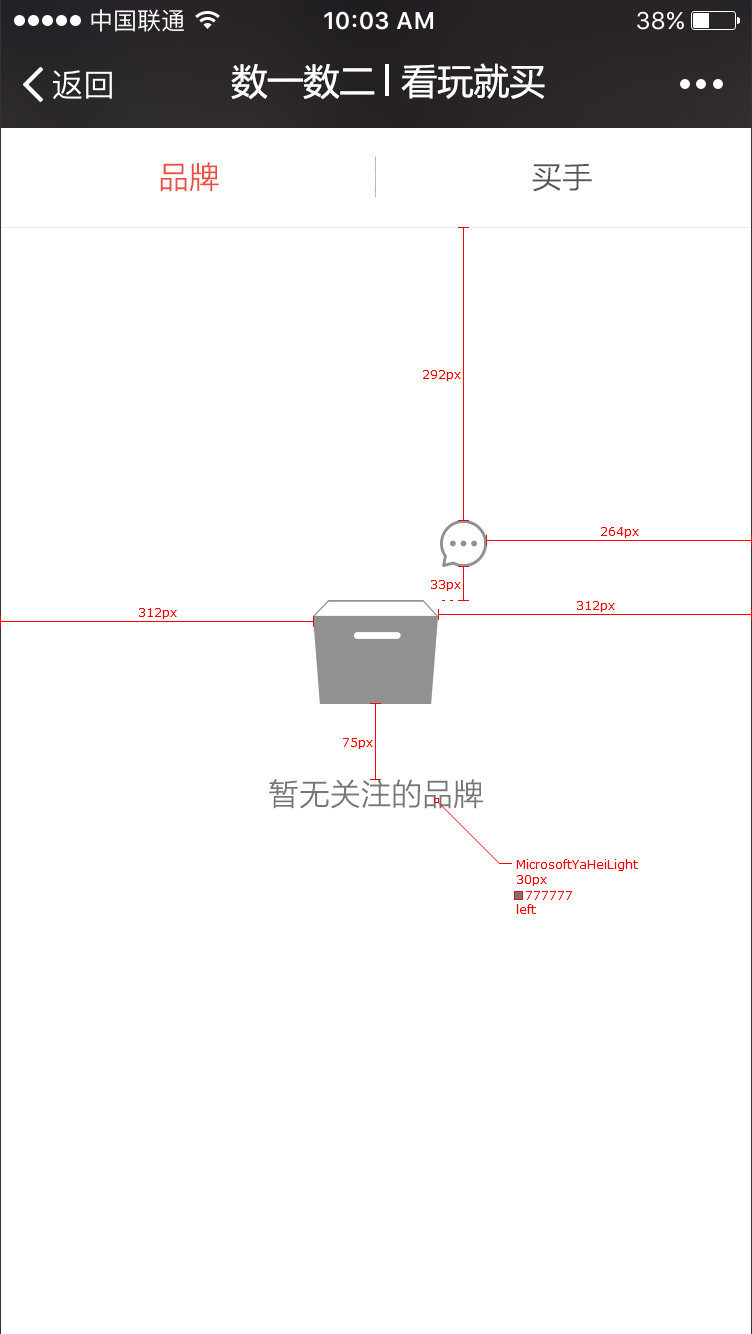 中国联通 10:03 AM 38%
返回 数一数二 | 看玩就买
品牌 买手
292px
264px
33px
312px 312px
75px
暂无关注的品牌
MicrosoftYaHeiLight
30px
777777
left